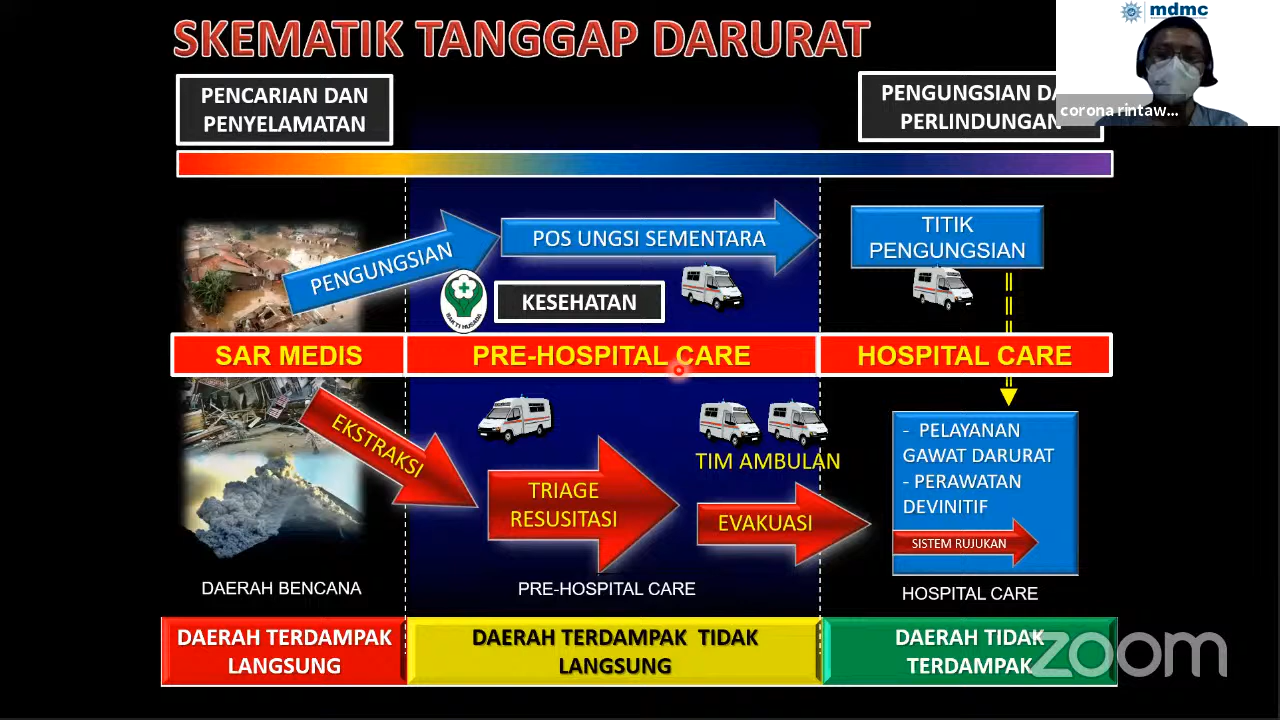 SKEMATIK TANGGAP DARURAT
mdmc
corona rintaw...
PENCARIAN DAN
PENYELAMATAN
PENGUNGSIAN
PERLINDUNGAN
PENGUNGSIAN
POS UNGSI SEMENTARA
TITIK
PENGUNGSIAN
BAKTI HUSADA
KESEHATAN
SAR MEDIS
PRE-HOSPITAL CARE
HOSPITAL CARE
EKSTRAKSI
TRIAGE
RESUSITASI
TIM AMBULAN
EVAKUASI
- PELAYANAN
GAWAT DARURAT
- PERAWATAN
DEVINITIF
SISTEM RUJUKAN
DAERAH BENCANA
PRE-HOSPITAL CARE
HOSPITAL CARE
DAERAH TERDAMPAK
LANGSUNG
DAERAH TERDAMPAK TIDAK
LANGSUNG
DAERAH TIDAK
TERDAMPAK
zoom